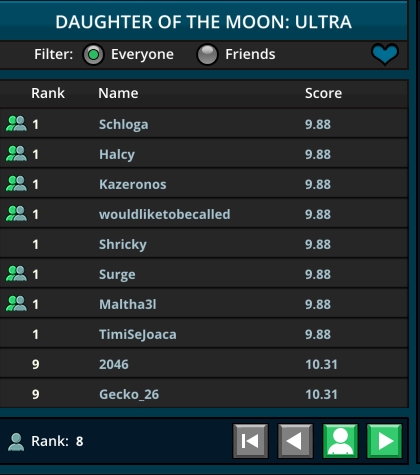 DAUGHTER OF THE MOON: ULTRA
Filter: Everyone Friends
Rank Name Score
1 Schloga 9.88
1 Halcy 9.88
1 Kazeronos 9.88
1 wouldliketobecalled 9.88
1 Shricky 9.88
1 Surge 9.88
1 Maltha3l 9.88
1 TimiSeJoaca 9.88
9 2046 10.31
9 Gecko_26 10.31
Rank: 8